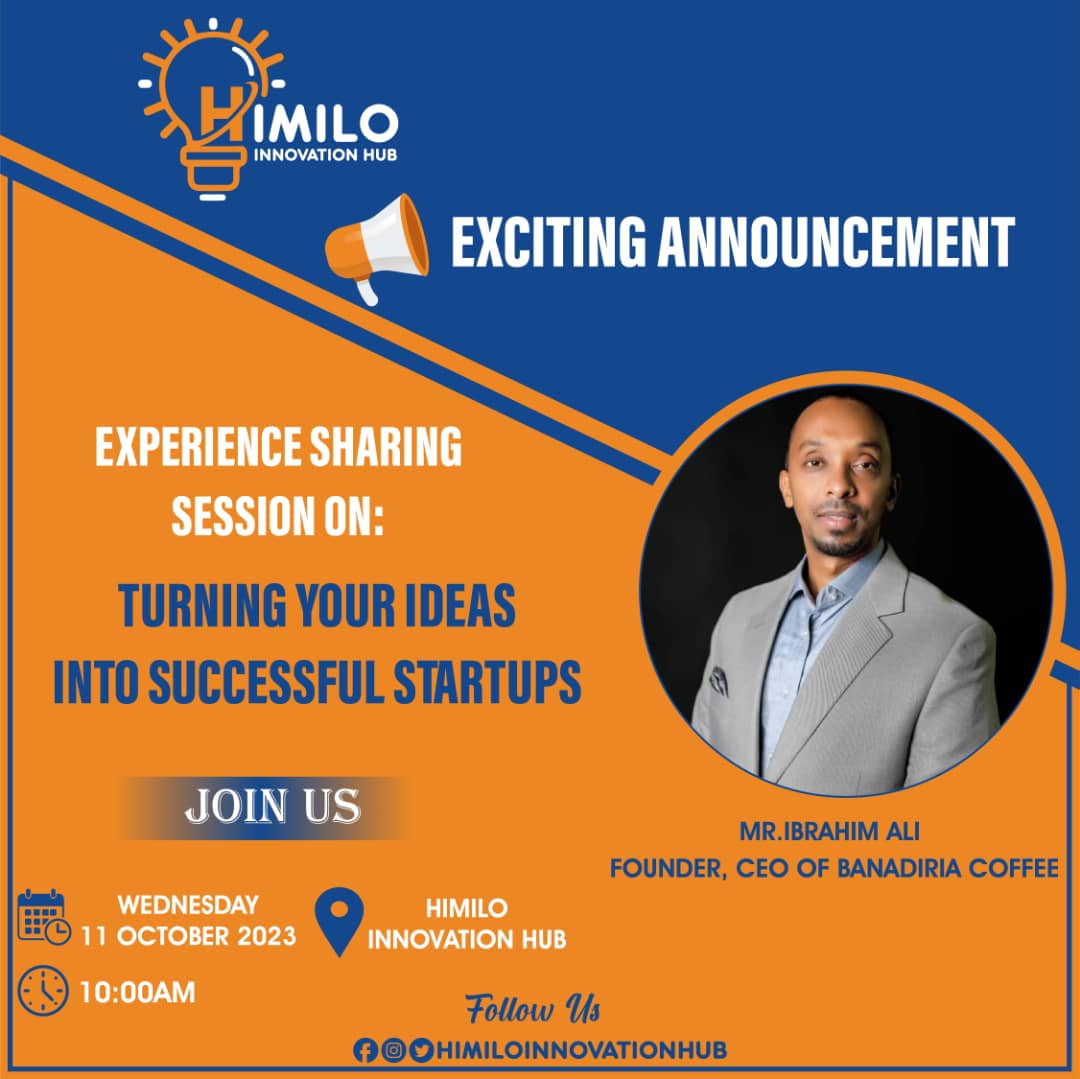 HIMILO
INNOVATION HUB
EXCITING ANNOUNCEMENT
EXPERIENCE SHARING
SESSION ON:
TURNING YOUR IDEAS
INTO SUCCESSFUL STARTUPS
JOIN US
MR.IBRAHIM ALI
FOUNDER, CEO OF BANADIRIA COFFEE
WEDNESDAY
11 OCTOBER 2023
HIMILO
INNOVATION HUB
10:00AM
Follow Us
HIMILOINNOVATIONHUB